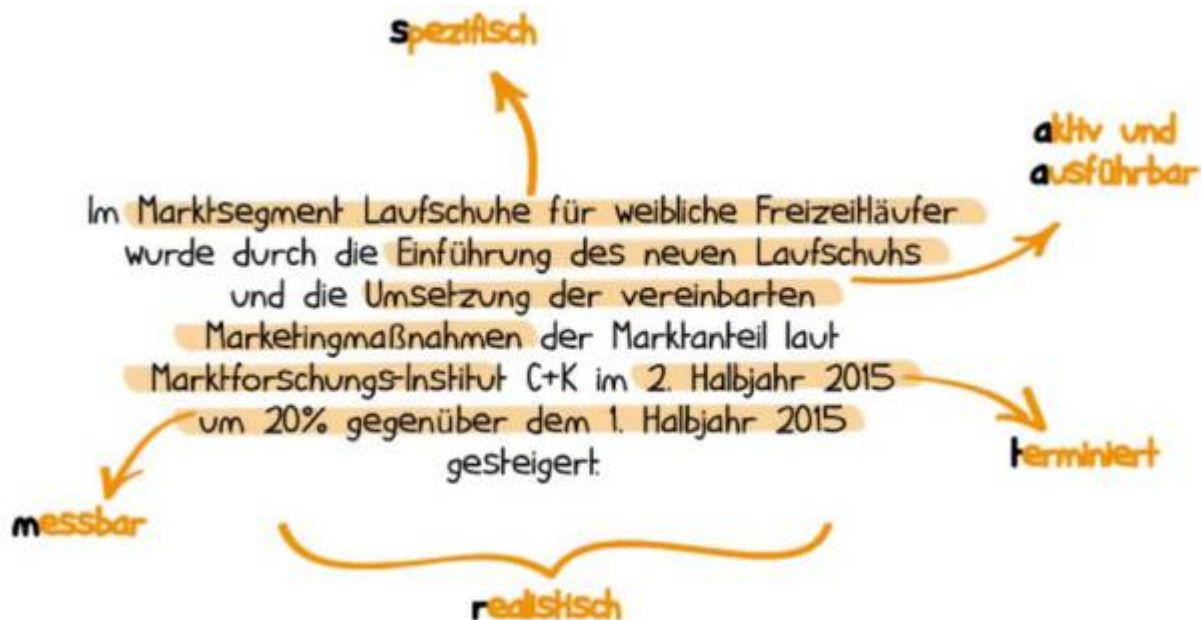 spezifisch
aktiv und
ausführbar
Im Marktsegment Laufschuhe für weibliche Freizeitläufer
wurde durch die Einführung des neuen Laufschuhs
und die Umsetzung der vereinbarten
Marketingmaßnahmen der Marktanteil laut
Marktforschungs-Institut C+K im 2. Halbjahr 2015
um 20% gegenüber dem 1. Halbjahr 2015
gesteigert.
terminiert
messbar
realistisch